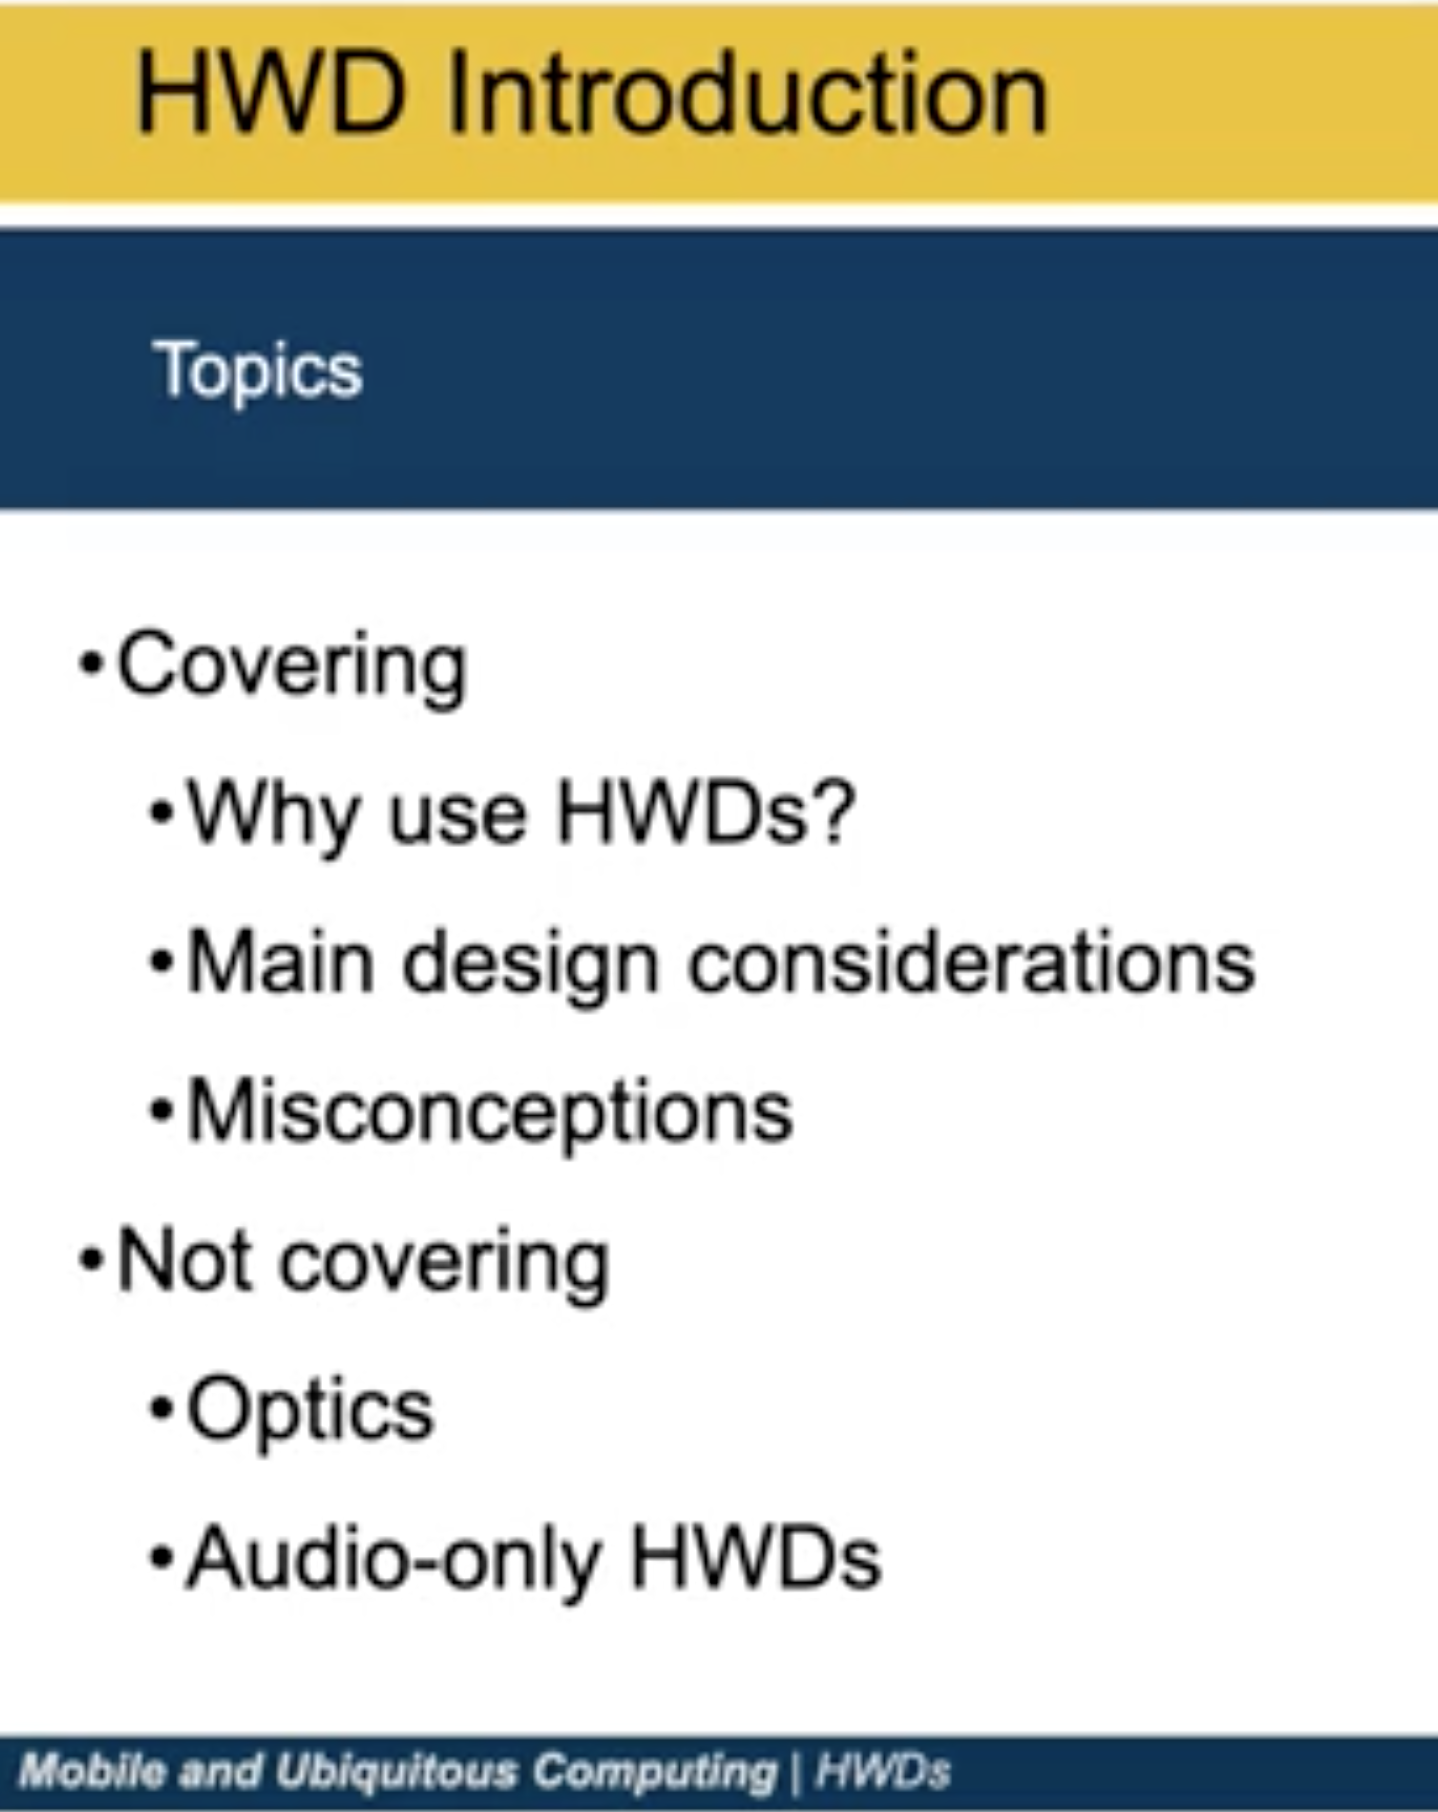 HWD Introduction
Topics
•Covering
•Why use HWDs?
•Main design considerations
•Misconceptions
•Not covering
•Optics
•Audio-only HWDs
Mobile and Ubiquitous Computing | HWDs